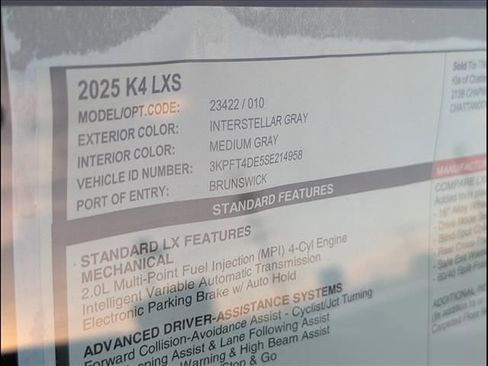 2025 K4 LXS
MODEL/OPT.CODE: 23422 / 010
EXTERIOR COLOR: INTERSTELLAR GRAY
INTERIOR COLOR: MEDIUM GRAY
VEHICLE ID NUMBER: 3KPFT4DE5SE214958
PORT OF ENTRY: BRUNSWICK
Sold To:
Kia of
2138
STANDARD FEATURES
STANDARD LX FEATURES
MECHANICAL
2.0L Multi-Point Fuel Injection (MPI) 4-Cyl Engine
Intelligent Variable Automatic Transmission
Electronic Parking Brake w/ Auto Hold
ADVANCED DRIVER-ASSISTANCE SYSTEMS
Forward Collision-Avoidance Assist - Cyclist/Jct Turning
Assist & Lane Following Assist
Warning & High Beam Assist
& Go
COMPARE